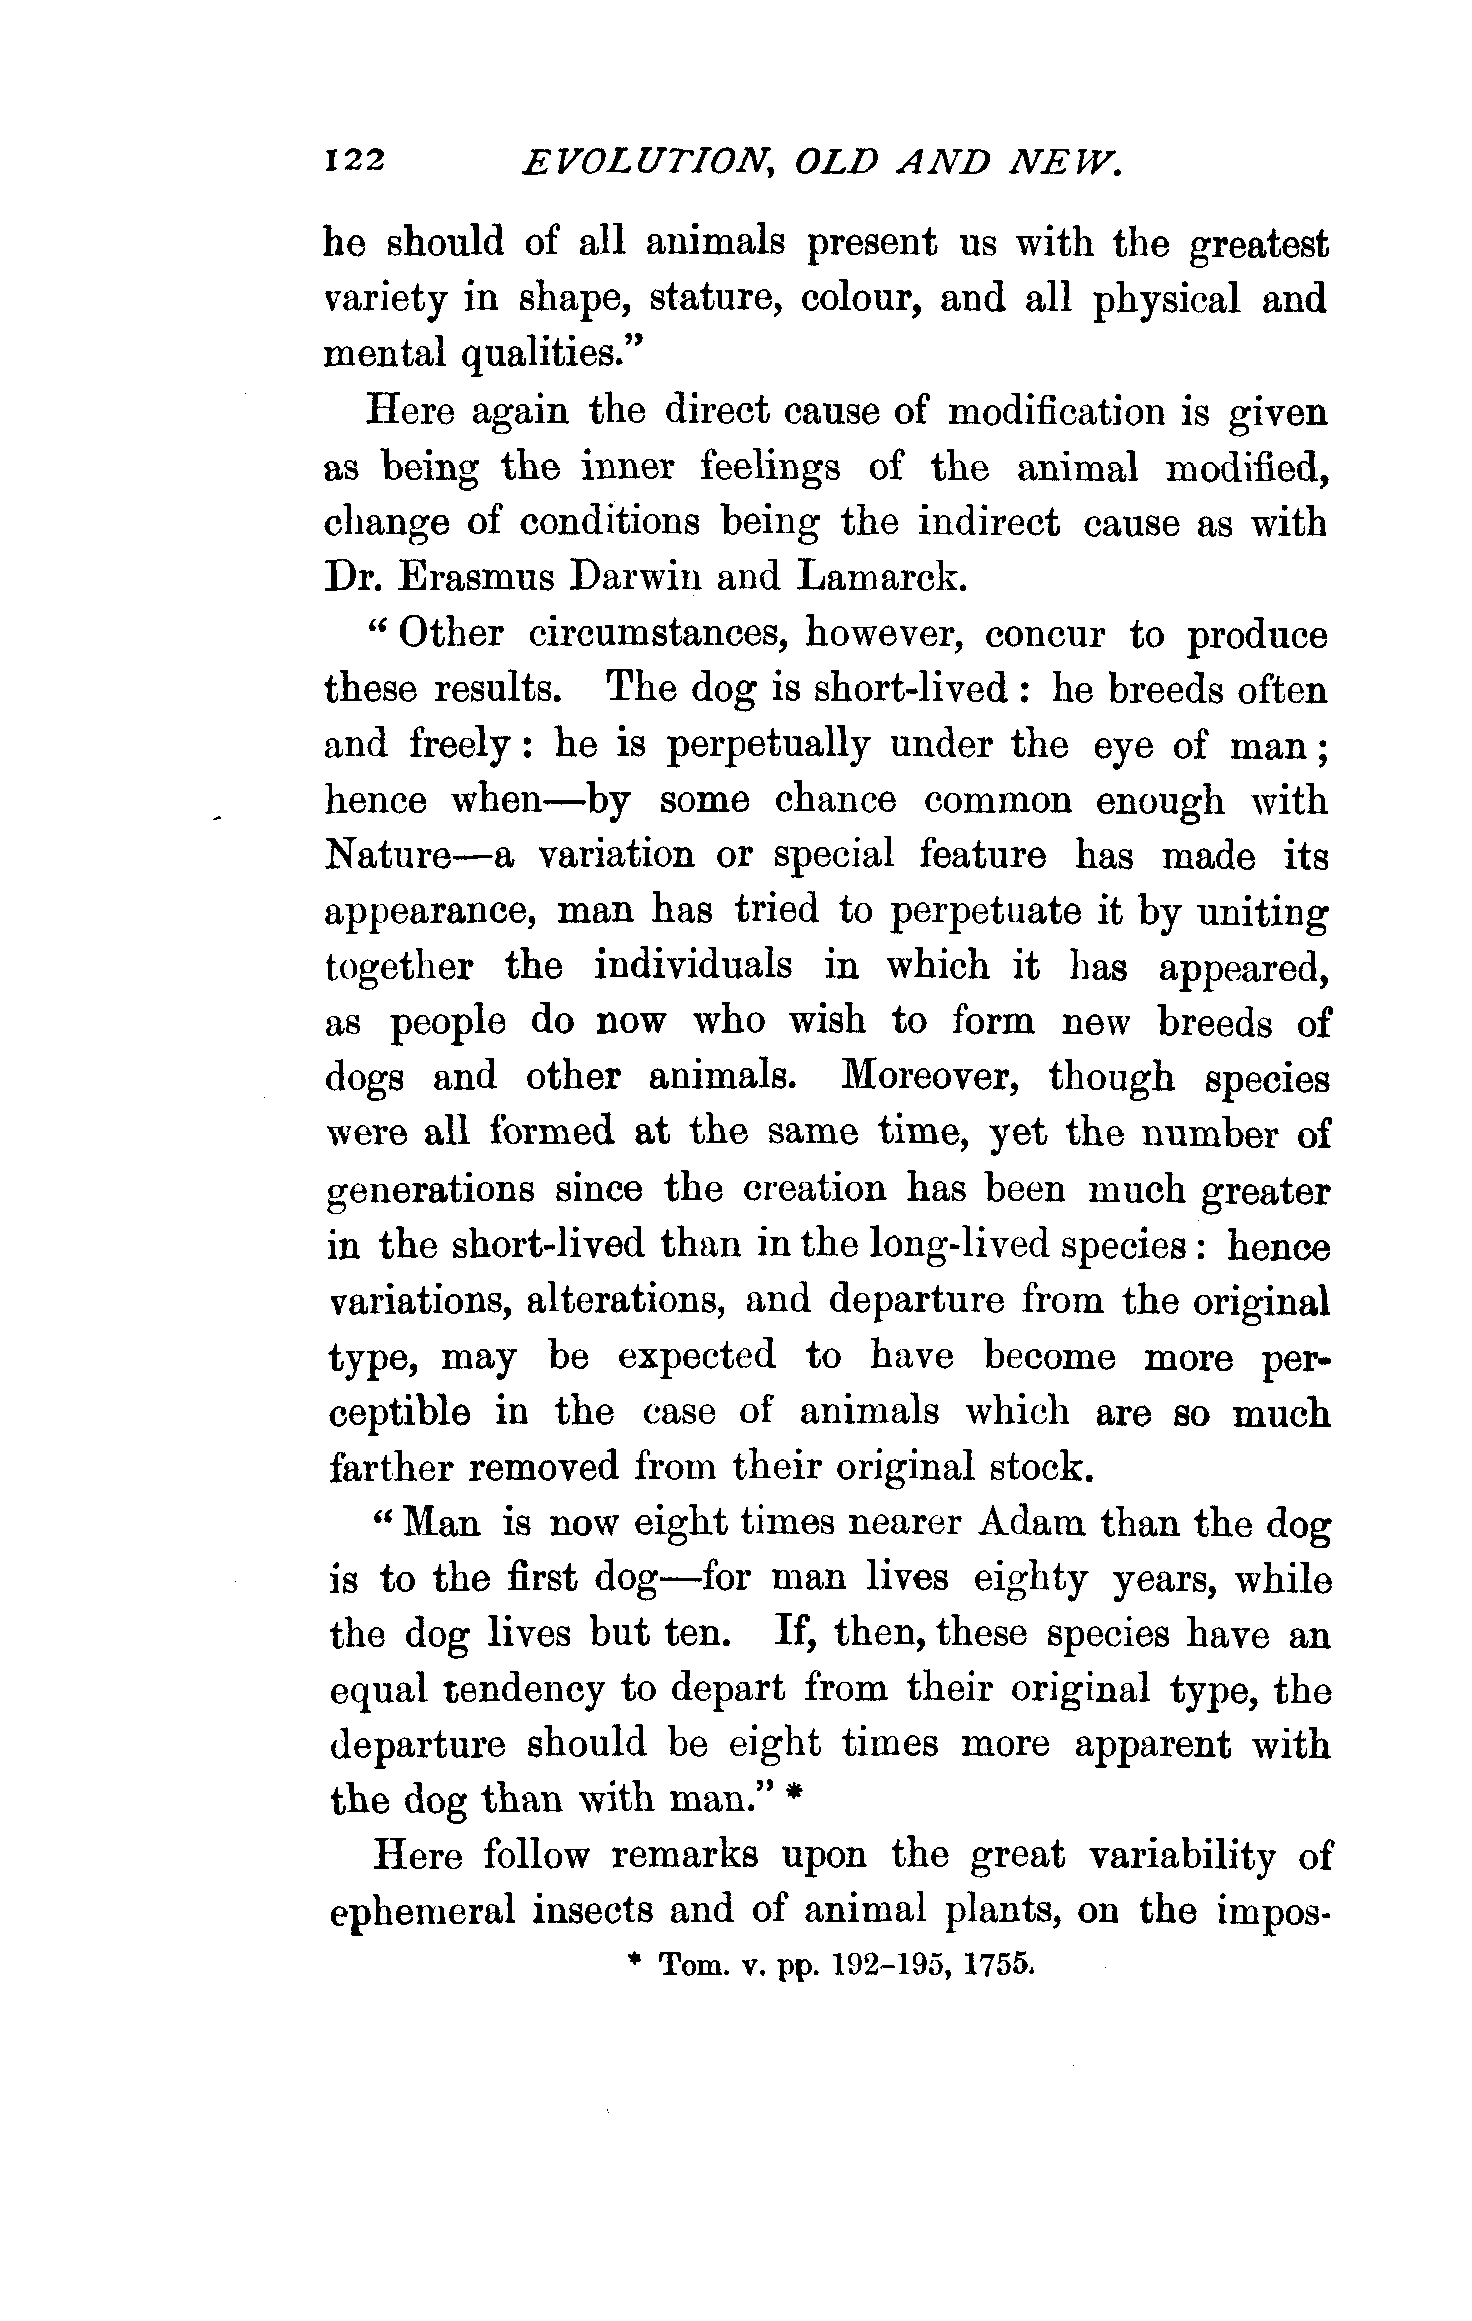 122 EVOLUTION, OLD AND NEW.
he should of all animals present us with the greatest
variety in shape, stature, colour, and all physical and
mental qualities.”
Here again the direct cause of modification is given
as being the inner feelings of the animal modified,
change of conditions being the indirect cause as with
Dr. Erasmus Darwin and Lamarck.
“ Other circumstances, however, concur to produce
these results. The dog is short-lived : he breeds often
and freely : he is perpetually under the eye of man ;
hence when—by some chance common enough with
Nature—a variation or special feature has made its
appearance, man has tried to perpetuate it by uniting
together the individuals in which it has appeared,
as people do now who wish to form new breeds of
dogs and other animals. Moreover, though species
were all formed at the same time, yet the number of
generations since the creation has been much greater
in the short-lived than in the long-lived species : hence
variations, alterations, and departure from the original
type, may be expected to have become more per-
ceptible in the case of animals which are so much
farther removed from their original stock.
“ Man is now eight times nearer Adam than the dog
is to the first dog—for man lives eighty years, while
the dog lives but ten. If, then, these species have an
equal tendency to depart from their original type, the
departure should be eight times more apparent with
the dog than with man.” *
Here follow remarks upon the great variability of
ephemeral insects and of animal plants, on the impos-
* Tom. v. pp. 192-195, 1755.